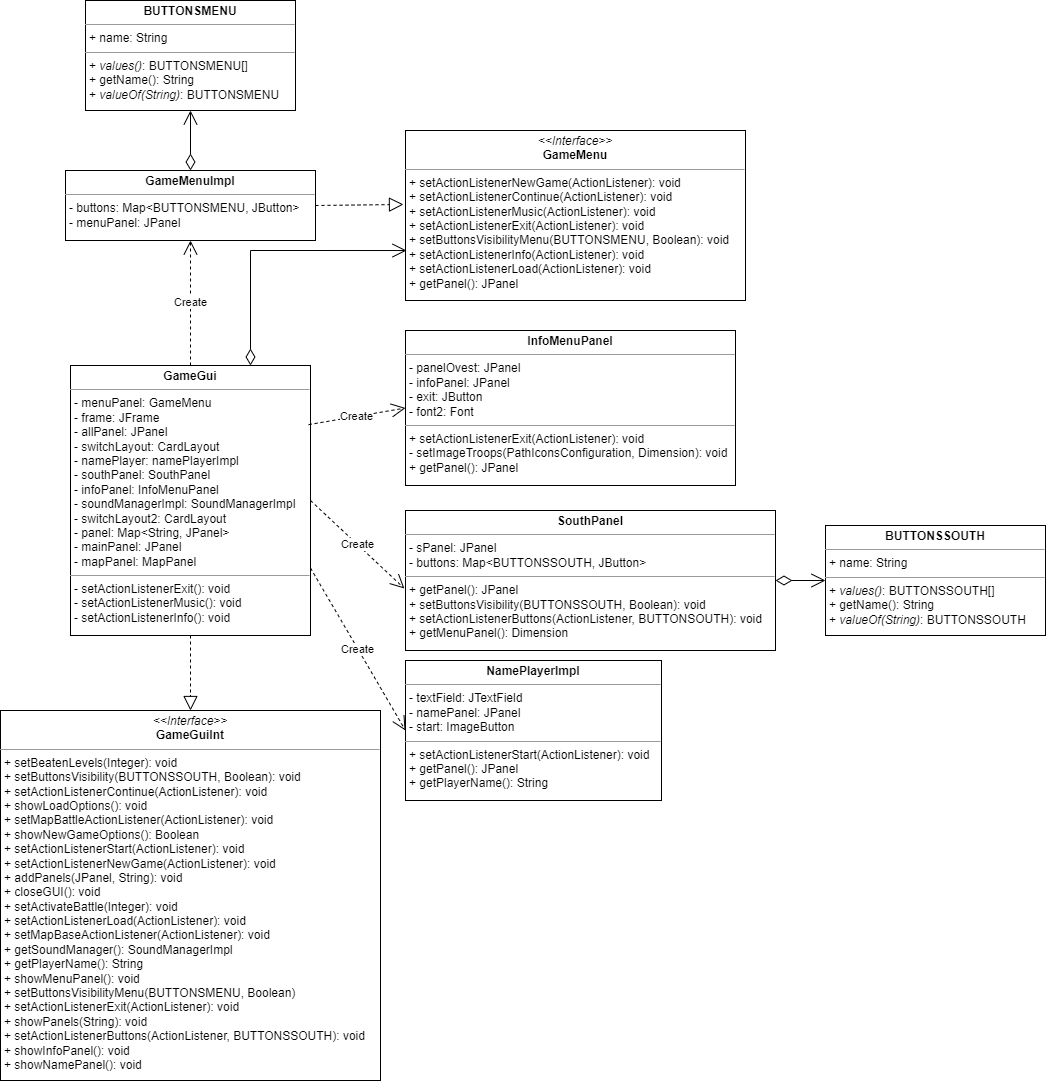 BUTTONSMENU
+ name: String
+ values(): BUTTONSMENU[]
+ getName(): String
+ valueOf(String): BUTTONSMENU
<<Interface>>
GameMenu
+ setActionListenerNewGame(ActionListener): void
+ setActionListenerContinue(ActionListener): void
+ setActionListenerMusic(ActionListener): void
+ setActionListenerExit(ActionListener): void
+ setButtonsVisibilityMenu(BUTTONSMENU, Boolean): void
+ setActionListenerInfo(ActionListener): void
+ setActionListenerLoad(ActionListener): void
+ getPanel(): JPanel
GameMenuImpl
- buttons: Map<BUTTONSMENU, JButton>
- menuPanel: JPanel
Create
InfoMenuPanel
- panelOvest: JPanel
- infoPanel: JPanel
- exit: JButton
- font2: Font
+ setActionListenerExit(ActionListener): void
- setImageTroops(PathIconsConfiguration, Dimension): void
+ getPanel(): JPanel
GameGui
- menuPanel: GameMenu
- frame: JFrame
- allPanel: JPanel
- switchLayout: CardLayout
- namePlayer: namePlayerImpl
- southPanel: SouthPanel
- infoPanel: InfoMenuPanel
- soundManagerImpl: SoundManagerImpl
- switchLayout2: CardLayout
- panel: Map<String, JPanel>
- mainPanel: JPanel
- mapPanel: MapPanel
- setActionListenerExit(): void
- setActionListenerMusic(): void
- setActionListenerInfo(): void
Create
Create
Create
SouthPanel
- sPanel: JPanel
- buttons: Map<BUTTONSSOUTH, JButton>
+ getPanel(): JPanel
+ setButtonsVisibility(BUTTONSSOUTH, Boolean): void
+ setActionListenerButtons(ActionListener, BUTTONSOUTH): void
+ getMenuPanel(): Dimension
BUTTONSSOUTH
+ name: String
+ values(): BUTTONSSOUTH[]
+ getName(): String
+ valueOf(String): BUTTONSSOUTH
NamePlayerImpl
- textField: JTextField
- namePanel: JPanel
- start: ImageButton
+ setActionListenerStart(ActionListener): void
+ getPanel(): JPanel
+ getPlayerName(): String
<<Interface>>
GameGuiInt
+ setBeatenLevels(Integer): void
+ setButtonsVisibility(BUTTONSSOUTH, Boolean): void
+ setActionListenerContinue(ActionListener): void
+ showLoadOptions(): void
+ setMapBattleActionListener(ActionListener): void
+ showNewGameOptions(): Boolean
+ setActionListenerStart(ActionListener): void
+ setActionListenerNewGame(ActionListener): void
+ addPanels(JPanel, String): void
+ closeGUI(): void
+ setActivateBattle(Integer): void
+ setActionListenerLoad(ActionListener): void
+ setMapBaseActionListener(ActionListener): void
+ getSoundManager(): SoundManagerImpl
+ getPlayerName(): String
+ showMenuPanel(): void
+ setButtonsVisibilityMenu(BUTTONSMENU, Boolean)
+ setActionListenerExit(ActionListener): void
+ showPanels(String): void
+ setActionListenerButtons(ActionListener, BUTTONSSOUTH): void
+ showInfoPanel(): void
+ showNamePanel(): void